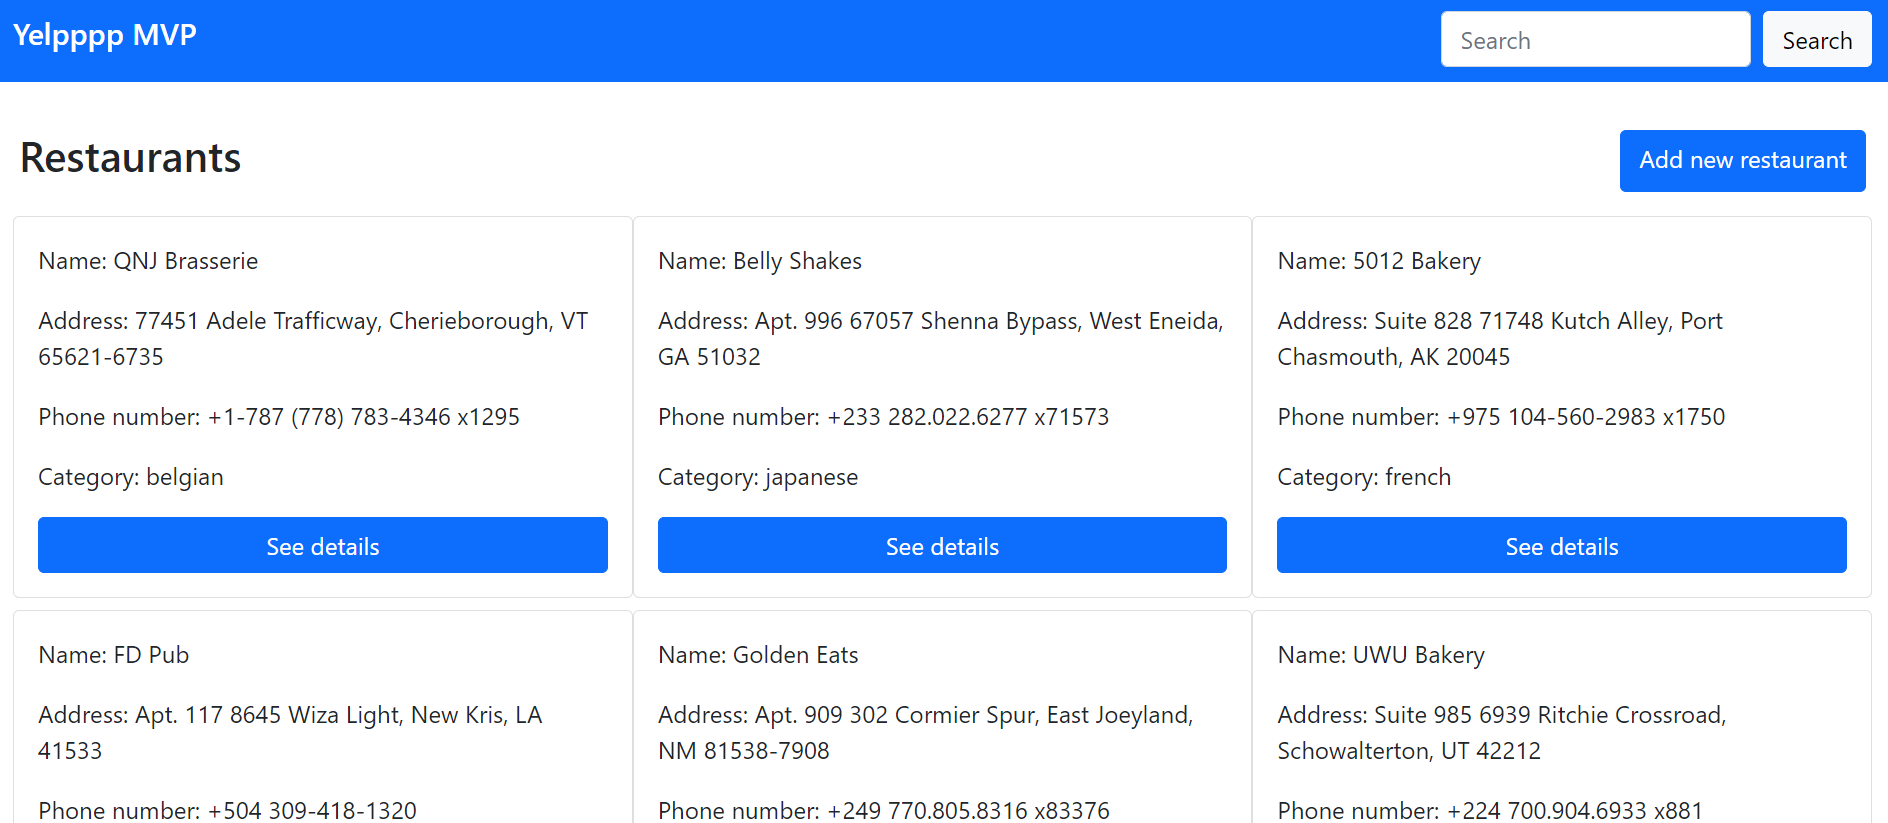 Yelpppp MVP
Search
Search
Restaurants
Add new restaurant
Name: QNJ Brasserie
Address: 77451 Adele Trafficway, Cherieborough, VT
65621-6735
Phone number: +1-787 (778) 783-4346 x1295
Category: belgian
See details
Name: Belly Shakes
Address: Apt. 996 67057 Shenna Bypass, West Eneida,
GA 51032
Phone number: +233 282.022.6277 x71573
Category: japanese
See details
Name: 5012 Bakery
Address: Suite 828 71748 Kutch Alley, Port
Chasmouth, AK 20045
Phone number: +975 104-560-2983 x1750
Category: french
See details
Name: FD Pub
Address: Apt. 117 8645 Wiza Light, New Kris, LA
41533
Phone number: +504 309-418-1320
Name: Golden Eats
Address: Apt. 909 302 Cormier Spur, East Joeyland,
NM 81538-7908
Phone number: +249 770.805.8316 x83376
Name: UWU Bakery
Address: Suite 985 6939 Ritchie Crossroad,
Schowalterton, UT 42212
Phone number: +224 700.904.6933 x881